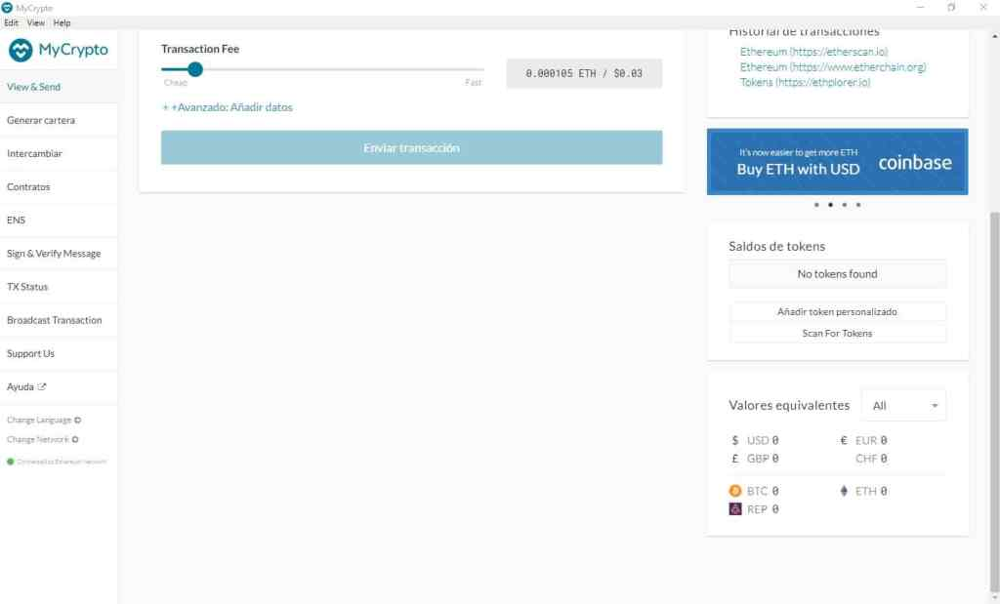 MyCrypto
Edit View Help
MyCrypto
View & Send
Generar cartera
Intercambiar
Contratos
ENS
Sign & Verify Message
TX Status
Broadcast Transaction
Support Us
Ayuda
Change Language
Change Network
Connected to Ethereum network
Transaction Fee
0.000105 ETH / $0.03
Cheap Fast
+ +Avanzado: Añadir datos
Enviar transacción
Historial de transacciones
Ethereum (https://etherscan.io)
Ethereum (https://www.etherchain.org)
Tokens (https://ethplorer.io)
It's now easier to get more ETH
Buy ETH with USD
coinbase
Saldos de tokens
No tokens found
Añadir token personalizado
Scan For Tokens
Valores equivalentes All
$ USD 0 € EUR 0
£ GBP 0 CHF 0
BTC 0 ETH 0
REP 0